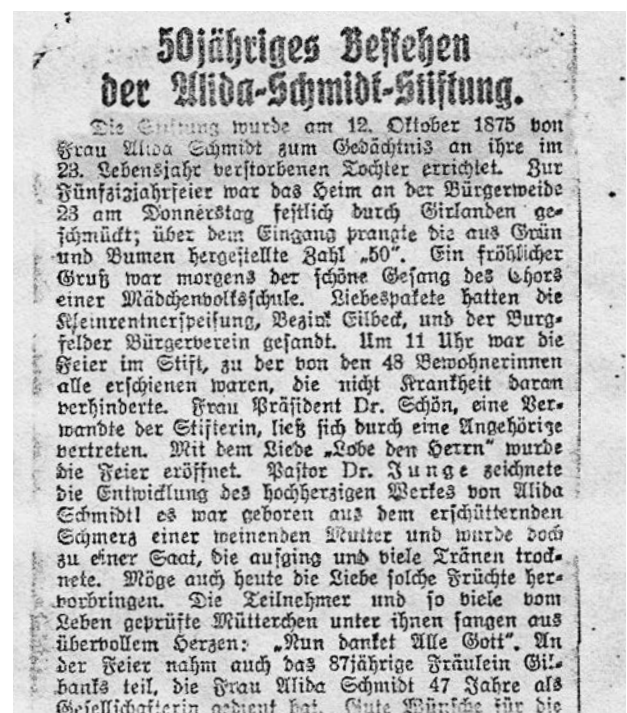 50jähriges Bestehen
der Alida-Schmidt-Stiftung.
Die Stiftung wurde am 12. Oktober 1875 von
Frau Alida Schmidt zum Gedächtnis an ihre im
23. Lebensjahr verstorbenen Tochter errichtet. Zur
Fünfzigjahrfeier war das Heim an der Bürgerweide
23 am Donnerstag festlich durch Girlanden ge-
schmückt; über dem Eingang prangte die aus Grün
und Bumen hergestellte Zahl „50“. Ein fröhlicher
Gruß war morgens der schöne Gesang des Chors
einer Mädchenvolksschule. Liebespakete hatten die
Kleinrentnerspeisung, Bezirk Eilbeck, und der Burg-
felder Bürgerverein gesandt. Um 11 Uhr war die
Feier im Stift, zu der von den 48 Bewohnerinnen
alle erschienen waren, die nicht Krankheit daran
verhinderte. Frau Präsident Dr. Schön, eine Ver-
wandte der Stifterin, ließ sich durch eine Angehörige
vertreten. Mit dem Liede „Lobe den Herrn“ wurde
die Feier eröffnet. Pastor Dr. Junge zeichnete
die Entwicklung des hochherzigen Werkes von Alida
Schmidt! es war geboren aus dem erschütternden
Schmerz einer weinenden Mutter und wurde doch
zu einer Saat, die aufging und viele Tränen trock-
nete. Möge auch heute die Liebe solche Früchte her-
vorbringen. Die Teilnehmer und so viele vom
Leben geprüfte Mütterchen unter ihnen sangen aus
übervollem Herzen: „Nun danket Alle Gott“. An
der Feier nahm auch das 87jährige Fräulein Gil-
banks teil, die Frau Alida Schmidt 47 Jahre als
Gesellschafterin gedient hat. Gute Wünsche für die